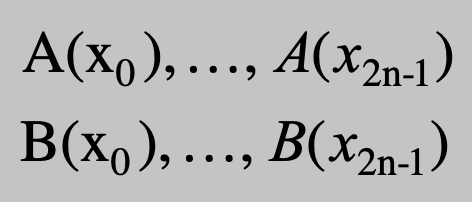 A(x₀),…, A(x₂ₙ₋₁)
B(x₀),…, B(x₂ₙ₋₁)